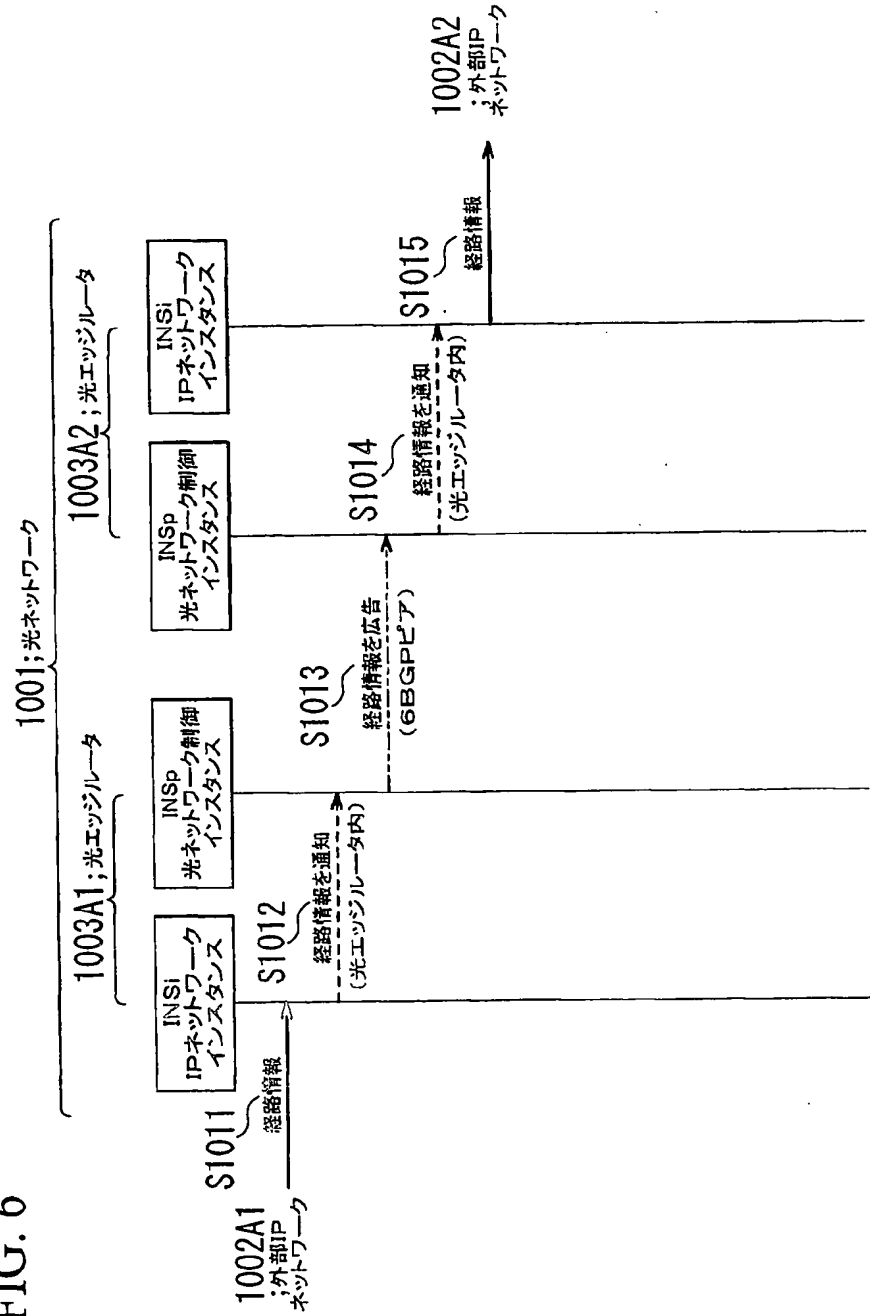 FIG. 6
1001;光ネットワーク
1003A1;光エッジルータ
1003A2;光エッジルータ
INSi
IPネットワーク
インスタンス
INSp
光ネットワーク制御
インスタンス
INSp
光ネットワーク制御
インスタンス
INSi
IPネットワーク
インスタンス
1002A1
;外部IP
ネットワーク
S1011
経路情報
S1012
経路情報を通知
(光エッジルータ内)
S1013
経路情報を広告
(6BGPピア)
S1014
経路情報を通知
(光エッジルータ内)
S1015
経路情報
1002A2
;外部IP
ネットワーク